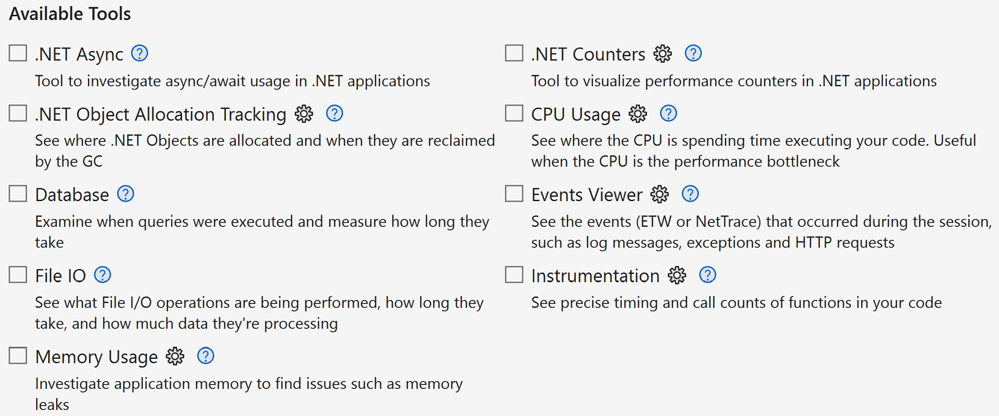 Available Tools
.NET Async
Tool to investigate async/await usage in .NET applications
.NET Counters
Tool to visualize performance counters in .NET applications
.NET Object Allocation Tracking
See where .NET Objects are allocated and when they are reclaimed
by the GC
CPU Usage
See where the CPU is spending time executing your code. Useful
when the CPU is the performance bottleneck
Database
Examine when queries were executed and measure how long they
take
Events Viewer
See the events (ETW or NetTrace) that occurred during the session,
such as log messages, exceptions and HTTP requests
File IO
See what File I/O operations are being performed, how long they
take, and how much data they're processing
Instrumentation
See precise timing and call counts of functions in your code
Memory Usage
Investigate application memory to find issues such as memory
leaks